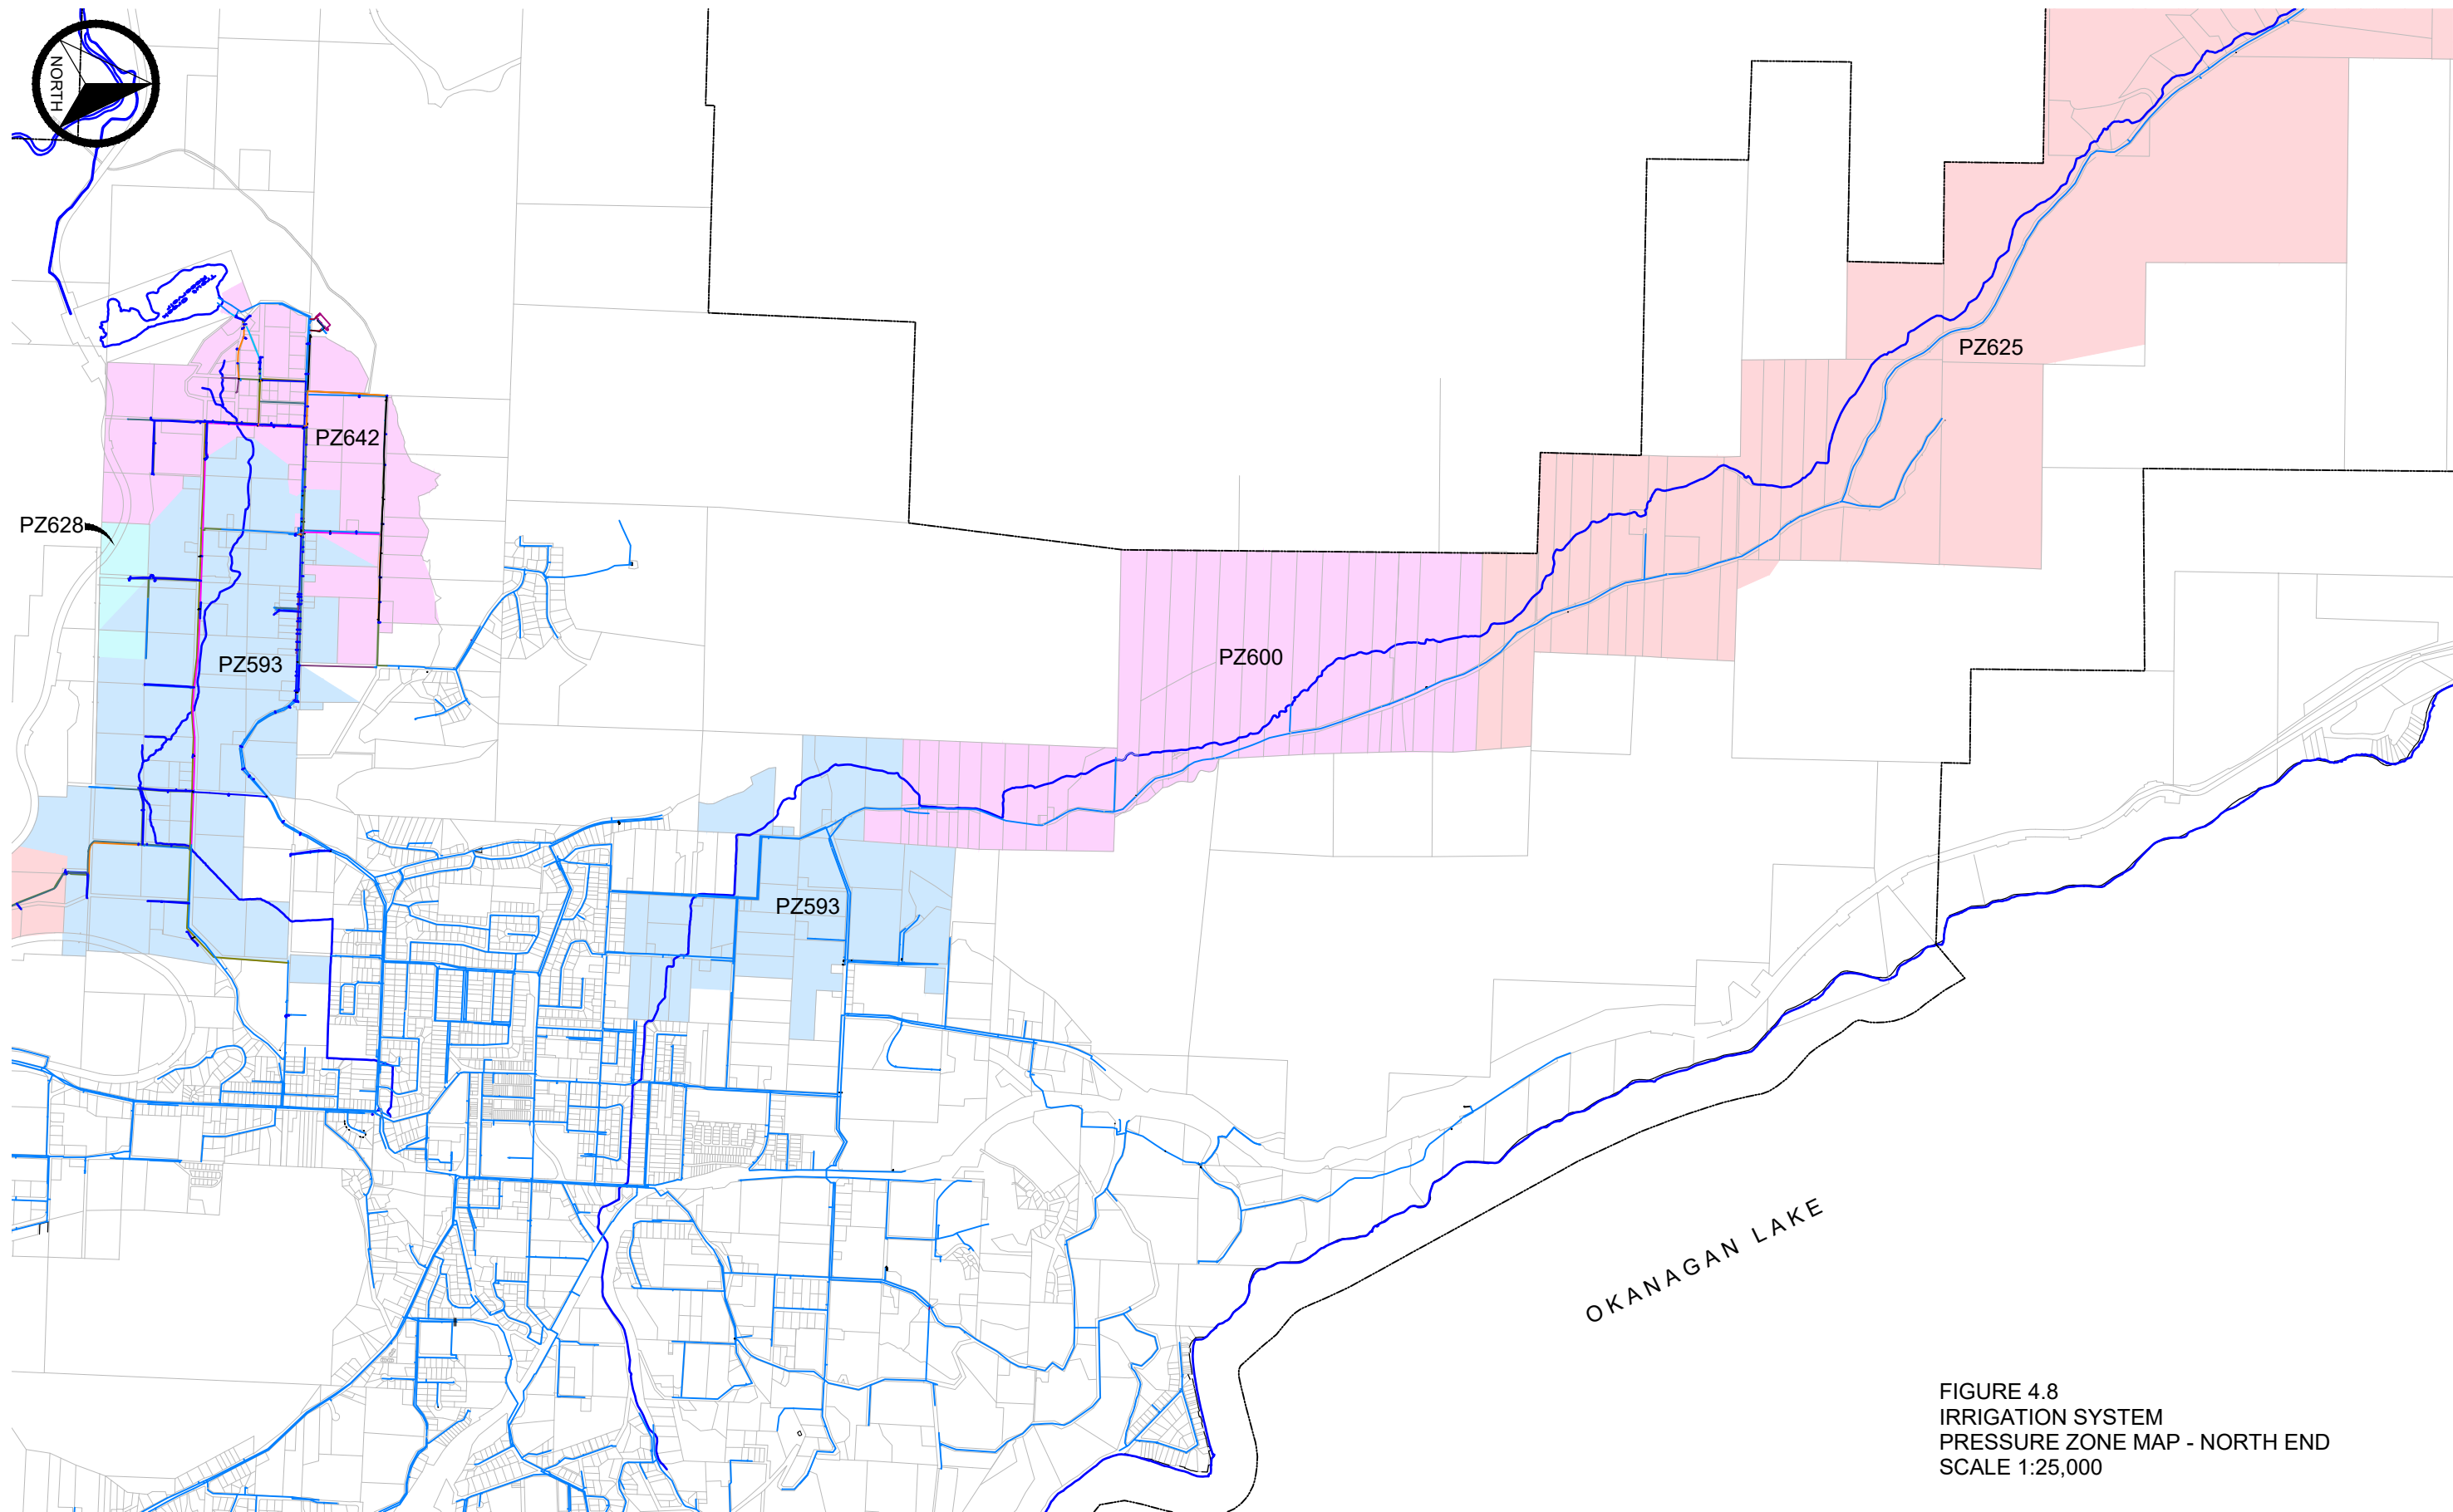 NORTH
PZ625
PZ642
PZ628
PZ600
PZ593
PZ593
OKANAGAN LAKE
FIGURE 4.8
IRRIGATION SYSTEM
PRESSURE ZONE MAP - NORTH END
SCALE 1:25,000